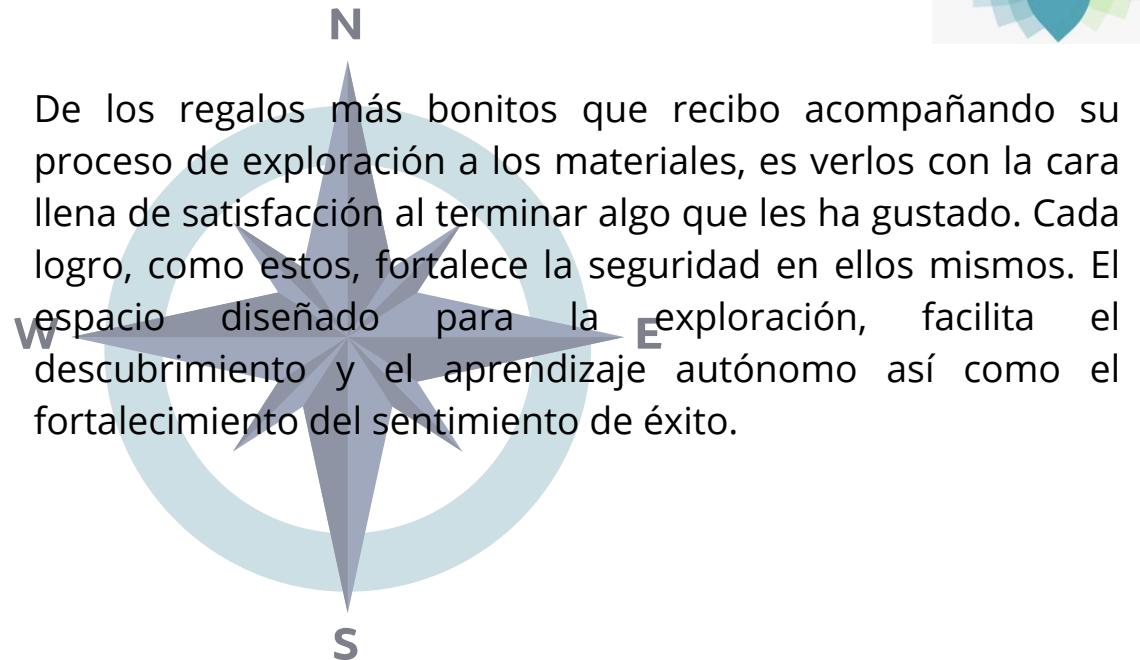 N
De los regalos más bonitos que recibo acompañando su
proceso de exploración a los materiales, es verlos con la cara
llena de satisfacción al terminar algo que les ha gustado. Cada
logro, como estos, fortalece la seguridad en ellos mismos. El
espacio diseñado para la exploración, facilita el
W E
descubrimiento y el aprendizaje autónomo así como el
fortalecimiento del sentimiento de éxito.
S